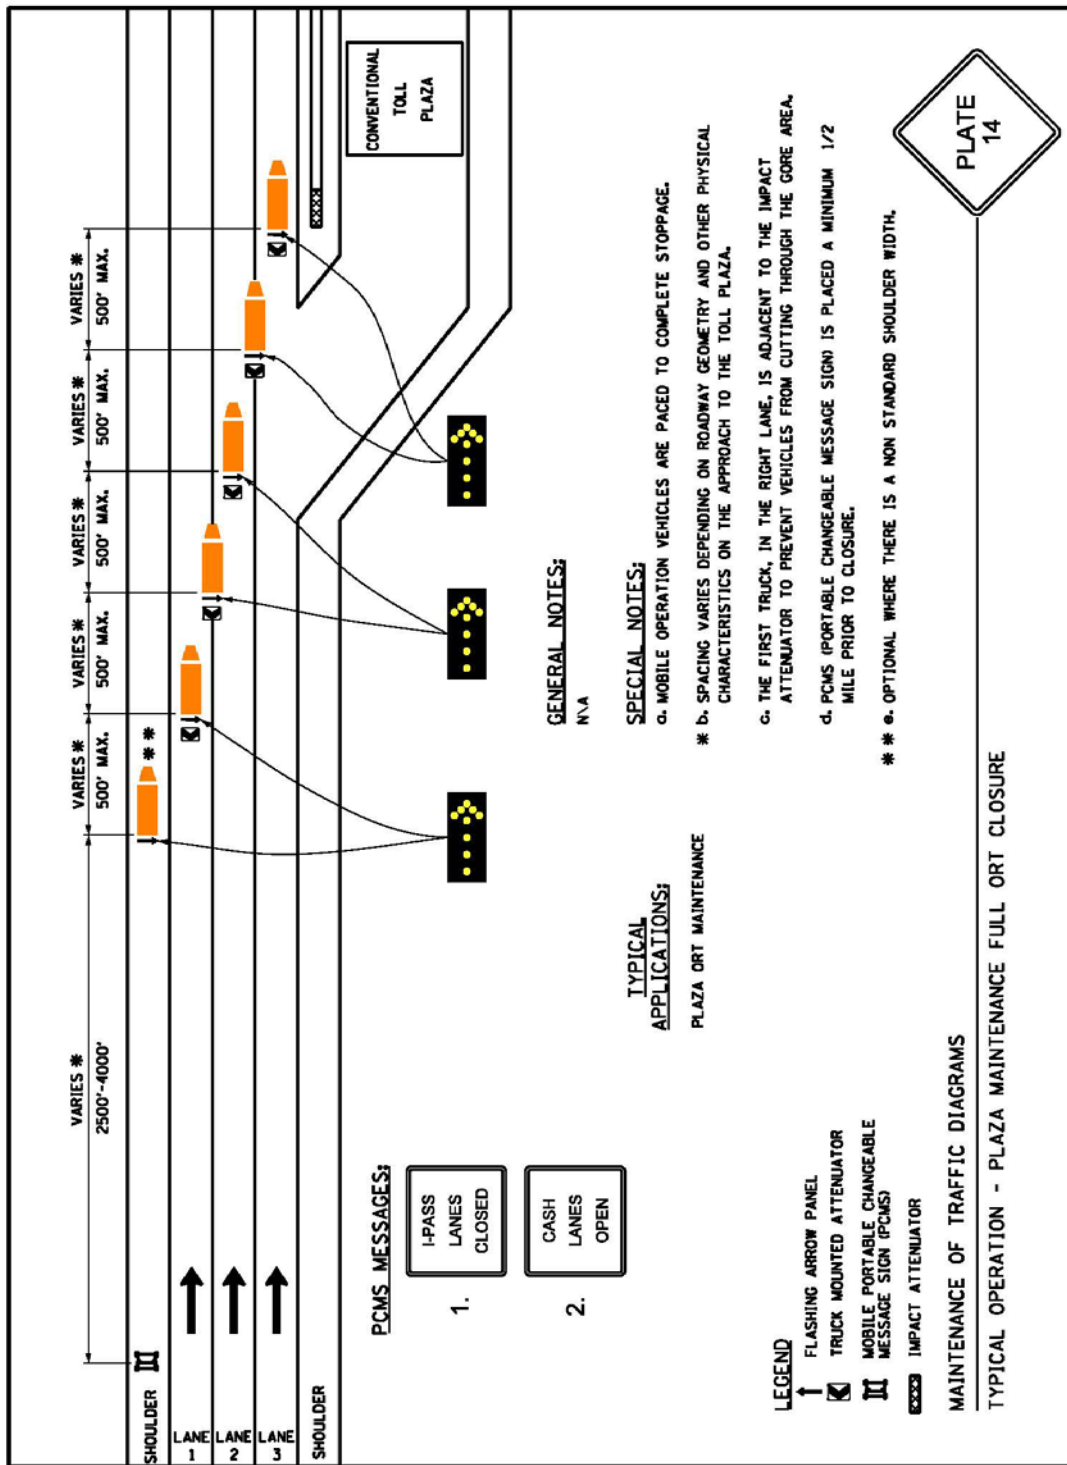 VARIES *
2500'-4000'
VARIES *
500' MAX.
VARIES *
500' MAX.
VARIES *
500' MAX.
VARIES *
500' MAX.
VARIES *
500' MAX.
SHOULDER
* *
LANE
1
LANE
2
LANE
3
SHOULDER
CONVENTIONAL
TOLL
PLAZA
PCMS MESSAGES:
1.
I-PASS
LANES
CLOSED
2.
CASH
LANES
OPEN
TYPICAL
APPLICATIONS:
PLAZA ORT MAINTENANCE
GENERAL NOTES:
N\A
SPECIAL NOTES:
a. MOBILE OPERATION VEHICLES ARE PACED TO COMPLETE STOPPAGE.
* b. SPACING VARIES DEPENDING ON ROADWAY GEOMETRY AND OTHER PHYSICAL
CHARACTERISTICS ON THE APPROACH TO THE TOLL PLAZA.
c. THE FIRST TRUCK, IN THE RIGHT LANE, IS ADJACENT TO THE IMPACT
ATTENUATOR TO PREVENT VEHICLES FROM CUTTING THROUGH THE GORE AREA.
d. PCMS (PORTABLE CHANGEABLE MESSAGE SIGN) IS PLACED A MINIMUM 1/2
MILE PRIOR TO CLOSURE.
* * e. OPTIONAL WHERE THERE IS A NON STANDARD SHOULDER WIDTH.
LEGEND
FLASHING ARROW PANEL
TRUCK MOUNTED ATTENUATOR
MOBILE PORTABLE CHANGEABLE
MESSAGE SIGN (PCMS)
IMPACT ATTENUATOR
MAINTENANCE OF TRAFFIC DIAGRAMS
TYPICAL OPERATION - PLAZA MAINTENANCE FULL ORT CLOSURE
PLATE
14